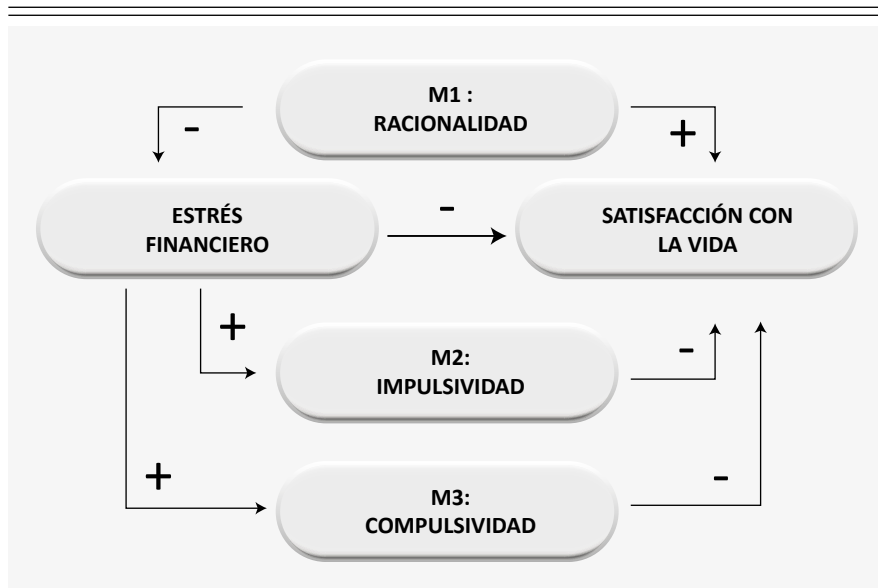 M1 :
RACIONALIDAD
-
+
ESTRÉS
FINANCIERO
-
SATISFACCIÓN CON
LA VIDA
+
M2:
IMPULSIVIDAD
-
+
M3:
COMPULSIVIDAD
-